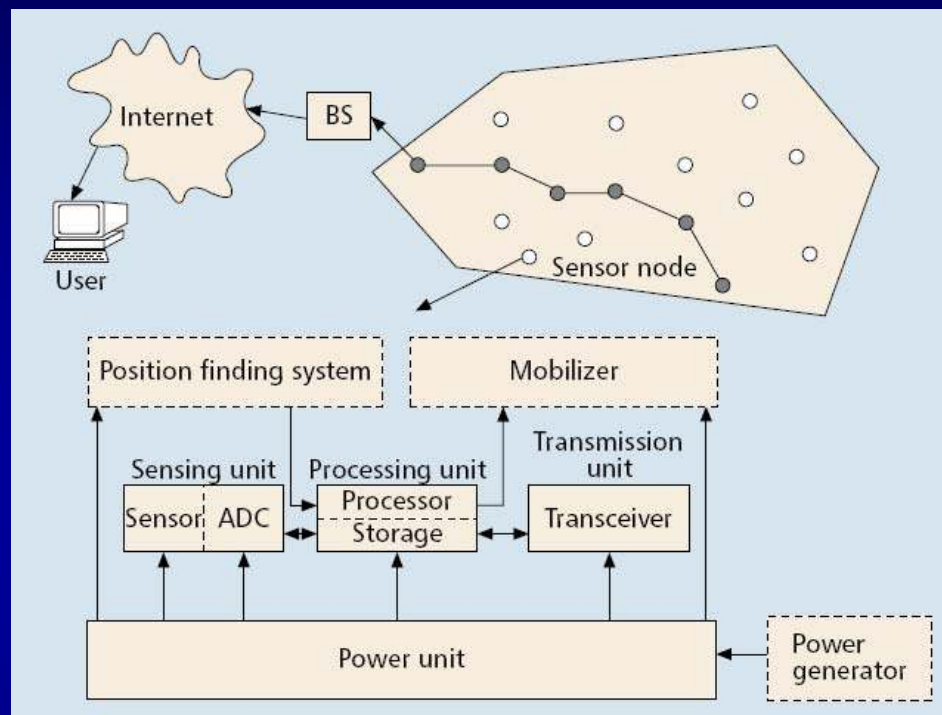 Internet
BS
User
Sensor node
Position finding system
Mobilizer
Sensing unit
Processing unit
Transmission
unit
Sensor
ADC
Processor
Storage
Transceiver
Power unit
Power
generator